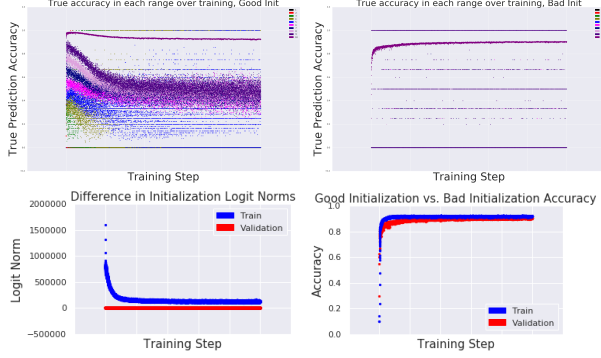 True accuracy in each range over training, Good Init
True Prediction Accuracy
Training Step
True accuracy in each range over training, Bad Init
True Prediction Accuracy
Training Step
Difference in Initialization Logit Norms
Logit Norm
2000000
1500000
1000000
500000
0
−500000
Train
Validation
Training Step
Good Initialization vs. Bad Initialization Accuracy
Accuracy
1.0
0.8
0.6
0.4
0.2
0.0
Train
Validation
Training Step